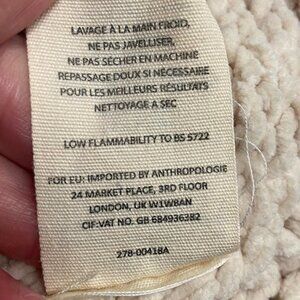 LAVAGE À LA MAIN FROID,
NE PAS JAVELLISER,
NE PAS SÉCHER EN MACHINE
REPASSAGE DOUX SI NÉCESSAIRE
POUR LES MEILLEURS RÉSULTATS
NETTOYAGE A SEC
LOW FLAMMABILITY TO BS 5722
FOR EU: IMPORTED BY ANTHROPOLOGIE
24 MARKET PLACE, 3RD FLOOR
LONDON, UK W1W8AN
CIF:VAT NO. GB 684936382
278-00418A